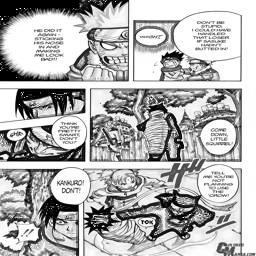 DON'T BE
STUPID.
I COULD HAVE
HANDLED
THAT LOSER
IF SASUKE
HADN'T
BUTTED IN!
HE DID IT
AGAIN -
STICKING
HIS NOSE
IN AND
MAKING
ME LOOK
BAD!!
COME
DOWN,
LITTLE
SQUIRREL!
YOU
THINK
YOU'RE
PRETTY
SMART,
DON'T
YOU?
TELL ME
YOU'RE NOT
PLANNING
TO USE
THE CROW!
KANKURO!
DON'T!
TOK